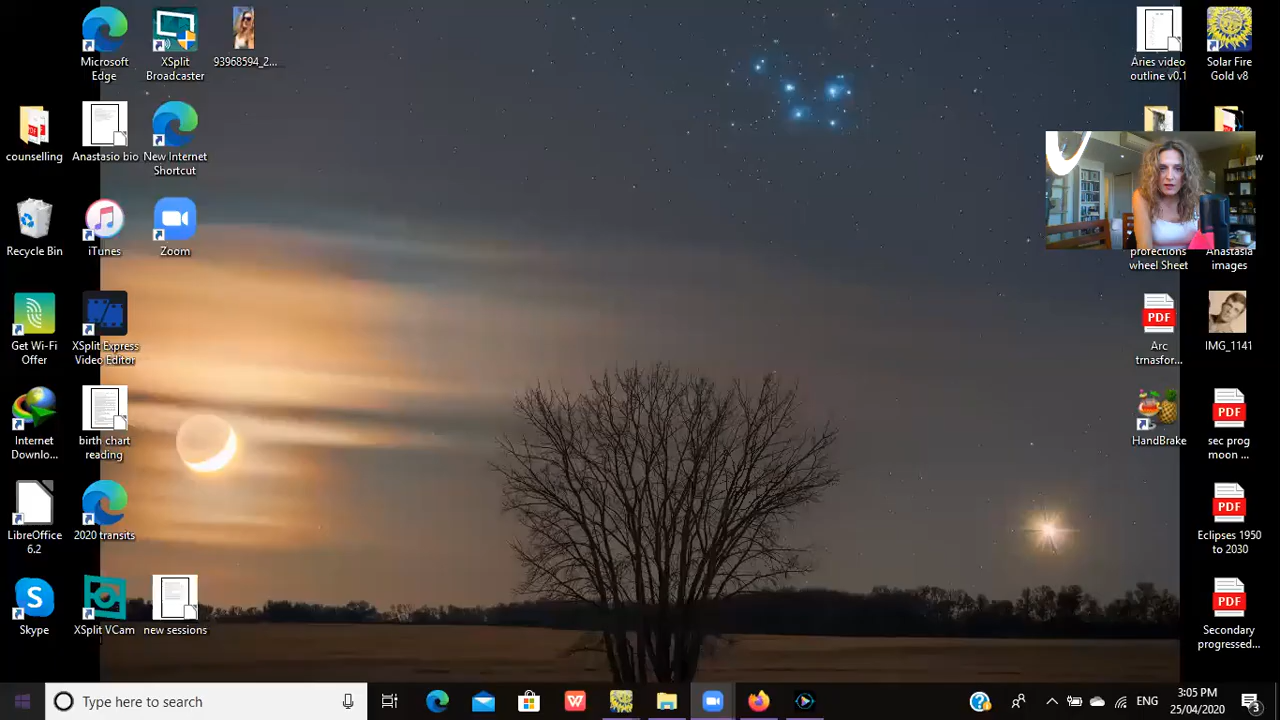 Microsoft
Edge
XSplit
Broadcaster
93968594_2...
Aries video
outline v0.1
Solar Fire
Gold v8
counselling
Anastasio bio
New Internet
Shortcut
Recycle Bin
iTunes
Zoom
profections
wheel Sheet
Anastasia
images
Get Wi-Fi
Offer
XSplit Express
Video Editor
PDF
Arc
trnasfor...
IMG_1141
Internet
Downlo...
birth chart
reading
HandBrake
PDF
sec prog
moon ...
LibreOffice
6.2
2020 transits
PDF
Eclipses 1950
to 2030
Skype
XSplit VCam
new sessions
PDF
Secondary
progressed...
Type here to search
ENG
3:05 PM
25/04/2020
3